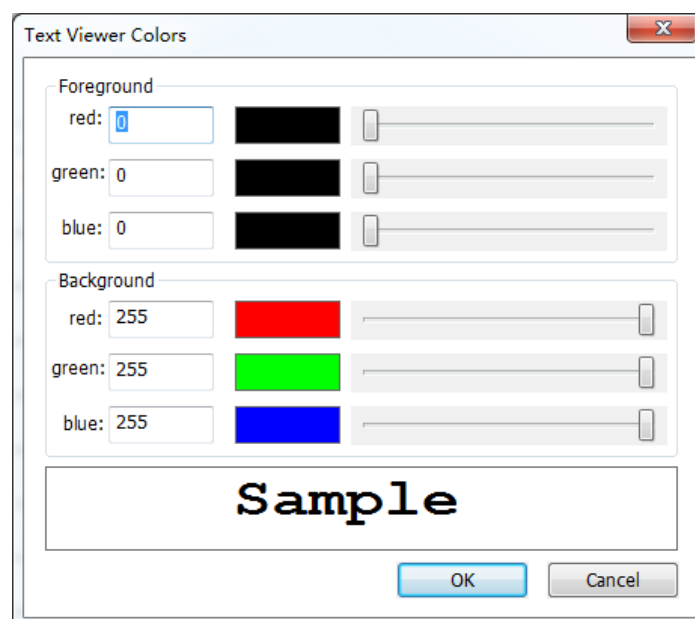 Text Viewer Colors
Foreground
red: 0
green: 0
blue: 0
Background
red: 255
green: 255
blue: 255
Sample
OK Cancel